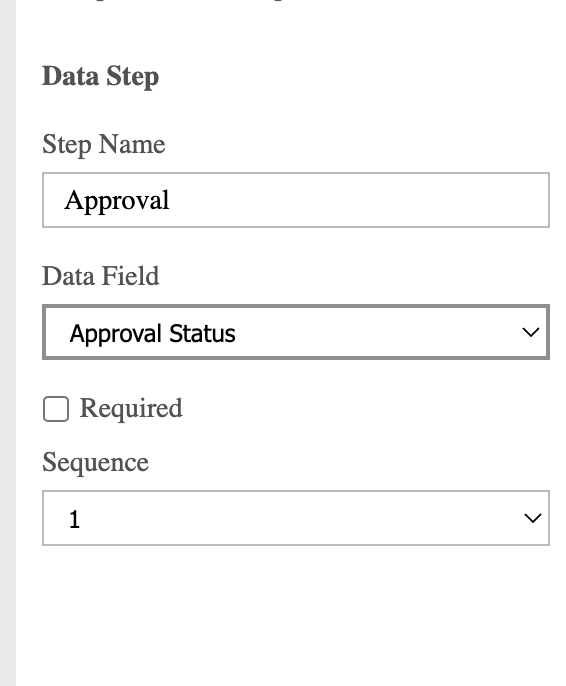 Data Step
Step Name
Approval
Data Field
Approval Status
Required
Sequence
1